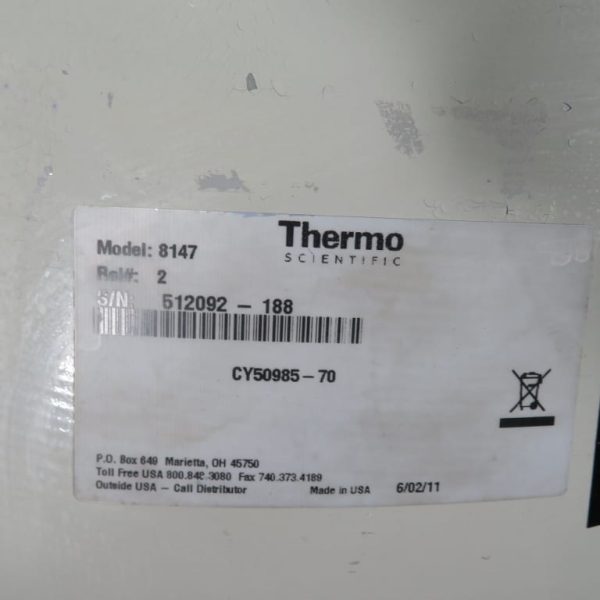 Thermo
SCIENTIFIC
Model: 8147
Rel#: 2
S/N: 512092 - 188
CY50985-70
P.O. Box 649 Marietta, OH 45750
Toll Free USA 800.848.3080 Fax 740.373.4189
Outside USA - Call Distributor Made in USA 6/02/11